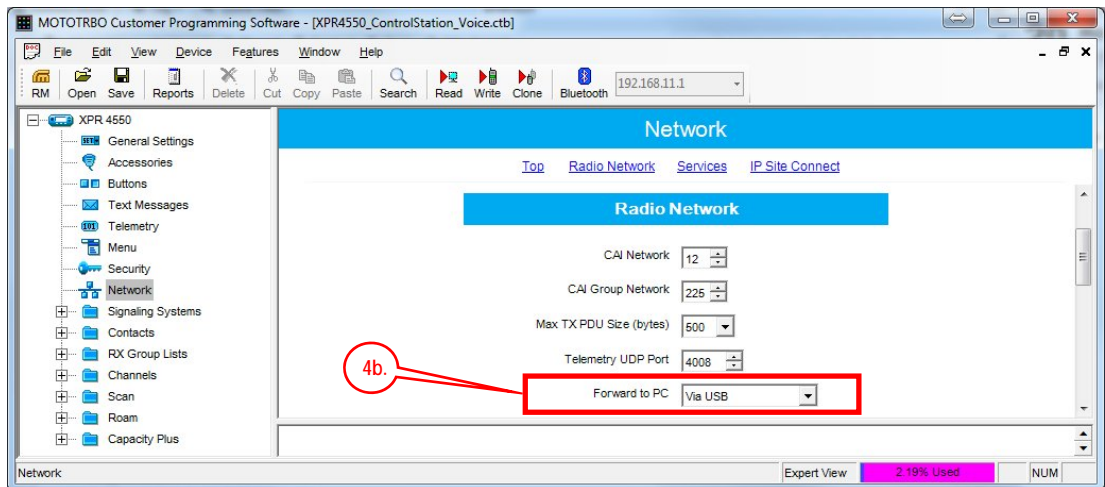 MOTOTRBO Customer Programming Software - [XPR4550_ControlStation_Voice.ctb]
File Edit View Device Features Window Help
RM Open Save Reports Delete Cut Copy Paste Search Read Write Clone Bluetooth 192.168.11.1
XPR 4550
General Settings
Accessories
Buttons
Text Messages
Telemetry
Menu
Security
Network
Signaling Systems
Contacts
RX Group Lists
Channels
Scan
Roam
Capacity Plus
Network
Top Radio Network Services IP Site Connect
Radio Network
CAI Network 12
CAI Group Network 225
Max TX PDU Size (bytes) 500
Telemetry UDP Port 4008
4b.
Forward to PC Via USB
Network Expert View 2.19% Used NUM